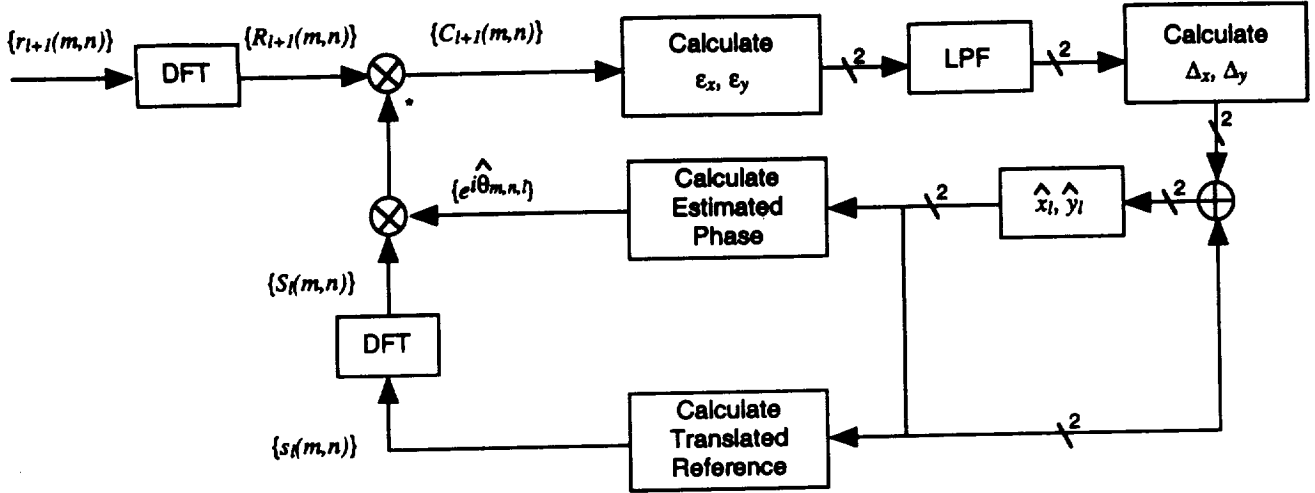 {r_{l+1}(m,n)}
DFT
{R_{l+1}(m,n)}
*
{C_{l+1}(m,n)}
Calculate
ε_x, ε_y
2
LPF
2
Calculate
Δ_x, Δ_y
2
{e^{iθ̂_{m,n,l}}}
Calculate
Estimated
Phase
2
x̂_l, ŷ_l
2
{S_l(m,n)}
DFT
{s_l(m,n)}
Calculate
Translated
Reference
2